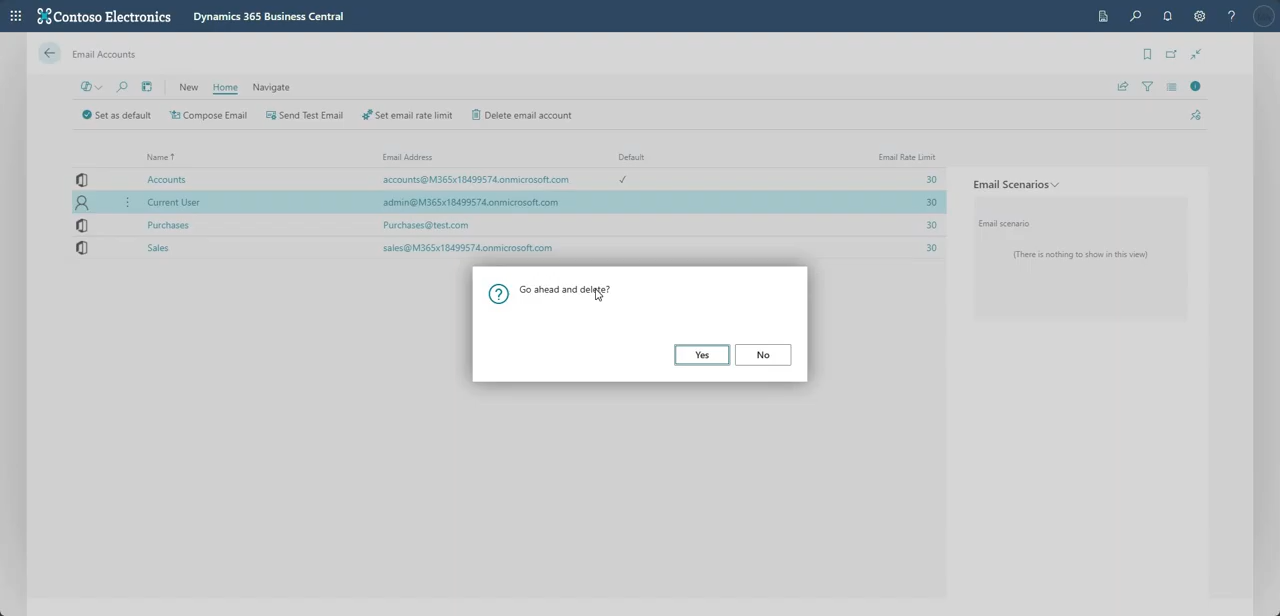 Contoso Electronics Dynamics 365 Business Central
Email Accounts
New Home Navigate
Set as default Compose Email Send Test Email Set email rate limit Delete email account
Name ↑ Email Address Default Email Rate Limit
Accounts accounts@M365x18499574.onmicrosoft.com ✓ 30
Current User admin@M365x18499574.onmicrosoft.com 30
Purchases Purchases@test.com 30
Sales sales@M365x18499574.onmicrosoft.com 30
Email Scenarios
Email scenario
(There is nothing to show in this view)
Go ahead and delete?
Yes No